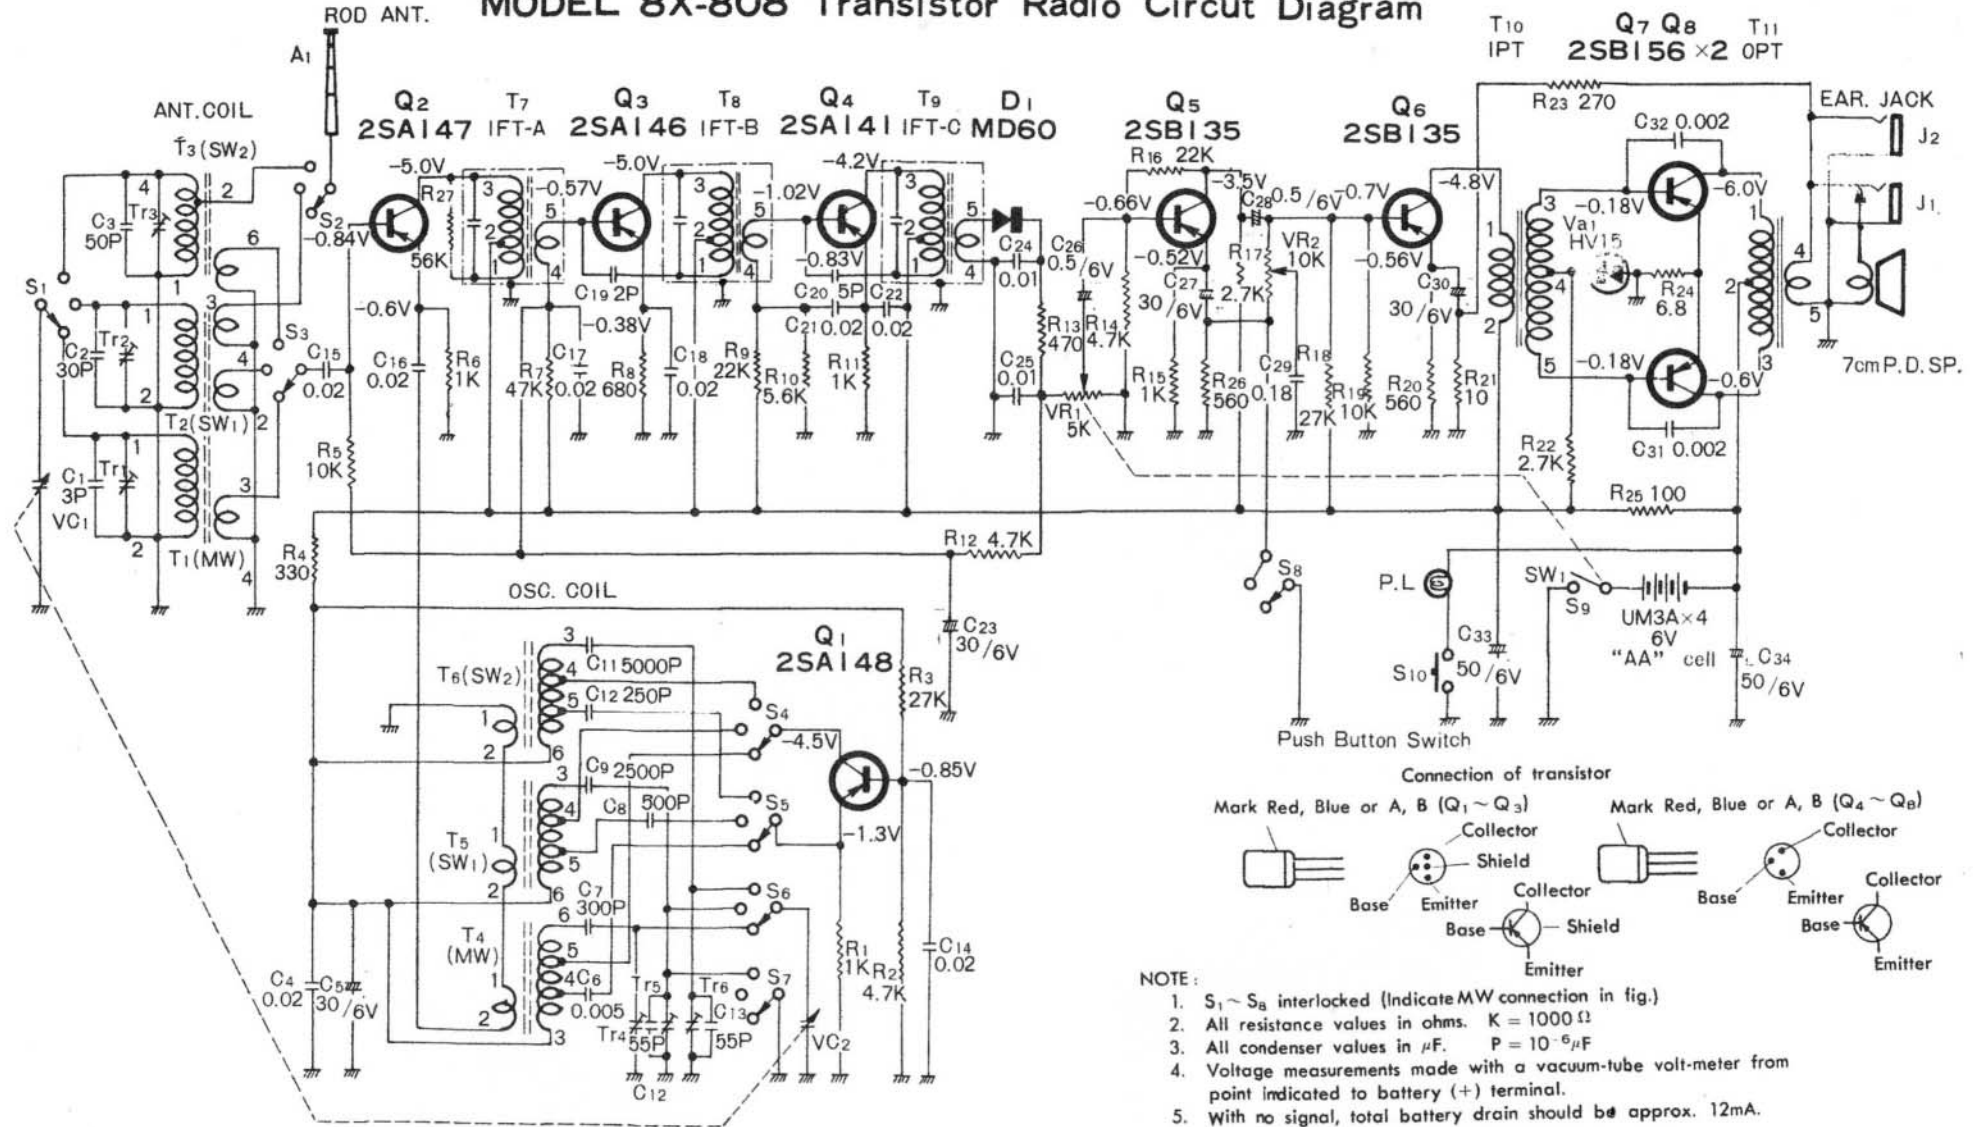 MODEL 8X-808 Transistor Radio Circut Diagram
ROD ANT.
A1
ANT.COIL
T3(SW2)
Q2
2SA147
T7
IFT-A
Q3
2SA146
T8
IFT-B
Q4
2SA141
T9
IFT-C
D1
MD60
Q5
2SB135
Q6
2SB135
T10
IPT
Q7 Q8
2SB156×2
T11
OPT
R23 270
EAR. JACK
J2
J1
C32 0.002
-6.0V
-0.18V
Va1
HV15
R24
6.8
-0.18V
-0.6V
C31 0.002
7cm P.D. SP.
R22
2.7K
R25 100
C3
50P
Tr3
S2
-0.84V
S1
C2
30P
Tr2
S3
C15
0.02
T2(SW1)
C1
3P
VC1
Tr1
T1(MW)
R5
10K
R4
330
-5.0V
R27
56K
-0.6V
C16
0.02
R6
1K
-0.57V
R7
47K
C17
0.02
-5.0V
C19 2P
-0.38V
R8
680
C18
0.02
-1.02V
R9
22K
R10
5.6K
-4.2V
-0.83V
C20 5P
C21 0.02
C22
0.02
R11
1K
C24
0.01
C25
0.01
C26
0.5/6V
R13
470
R14
4.7K
VR1
5K
R12 4.7K
R16 22K
-0.66V
-3.5V
-0.52V
C27
30/6V
R15
1K
R26
560
R17
2.7K
C28 0.5/6V
VR2
10K
C29
0.18
R18
27K
R19
10K
-0.7V
-4.8V
-0.56V
C30
30/6V
R20
560
R21
10
S8
P.L
S10
C33
50/6V
SW1
S9
UM3A×4
6V
"AA" cell
C34
50/6V
Push Button Switch
OSC. COIL
T6(SW2)
C11 5000P
C12 250P
T5
(SW1)
C9 2500P
C8 500P
T4
(MW)
C7
300P
C6
0.005
C4
0.02
C5
30/6V
Q1
2SA148
R3
27K
C23
30/6V
S4
-4.5V
-0.85V
S5
-1.3V
S6
S7
R1
1K
R2
4.7K
C14
0.02
Tr5
Tr6
Tr4
55P
C13
55P
C12
VC2
Connection of transistor
Mark Red, Blue or A, B (Q1~Q3)
Collector
Shield
Base
Emitter
Collector
Base
Shield
Emitter
Mark Red, Blue or A, B (Q4~Q8)
Collector
Base
Emitter
Collector
Base
Emitter
NOTE:
1. S1~S8 interlocked (Indicate MW connection in fig.)
2. All resistance values in ohms. K = 1000 Ω
3. All condenser values in μF. P = 10⁻⁶μF
4. Voltage measurements made with a vacuum-tube volt-meter from
point indicated to battery (+) terminal.
5. With no signal, total battery drain should be approx. 12mA.